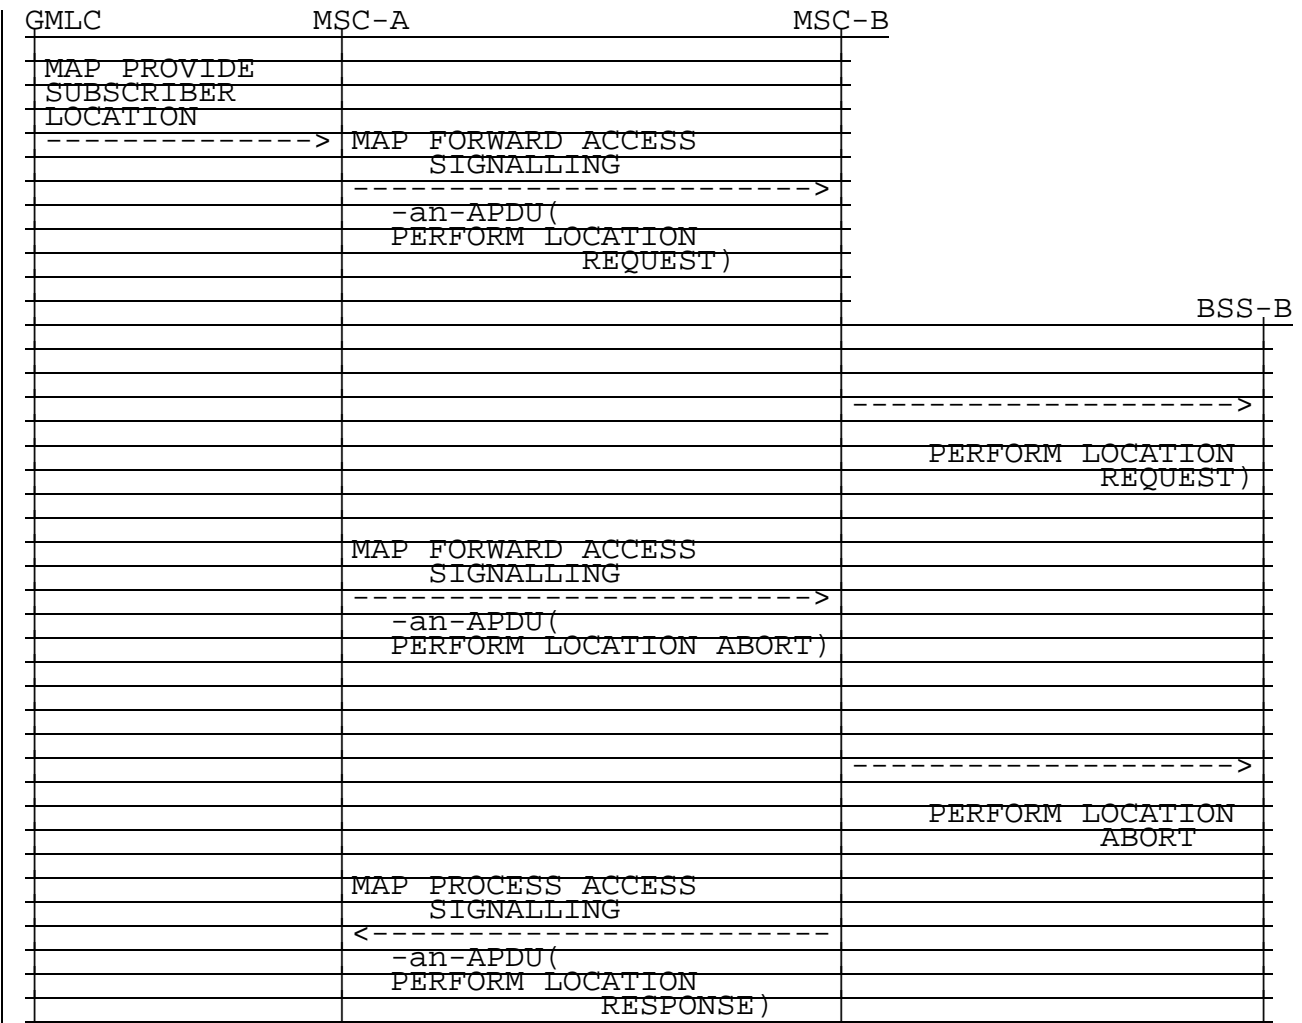 GMLC MSC-A MSC-B
MAP PROVIDE
SUBSCRIBER
LOCATION
--------------> MAP FORWARD ACCESS
SIGNALLING
------------------------>
-an-APDU(
PERFORM LOCATION
REQUEST)
BSS-B
-------------------->
PERFORM LOCATION
REQUEST)
MAP FORWARD ACCESS
SIGNALLING
------------------------>
-an-APDU(
PERFORM LOCATION ABORT)
-------------------->
PERFORM LOCATION
ABORT
MAP PROCESS ACCESS
SIGNALLING
<------------------------
-an-APDU(
PERFORM LOCATION
RESPONSE)